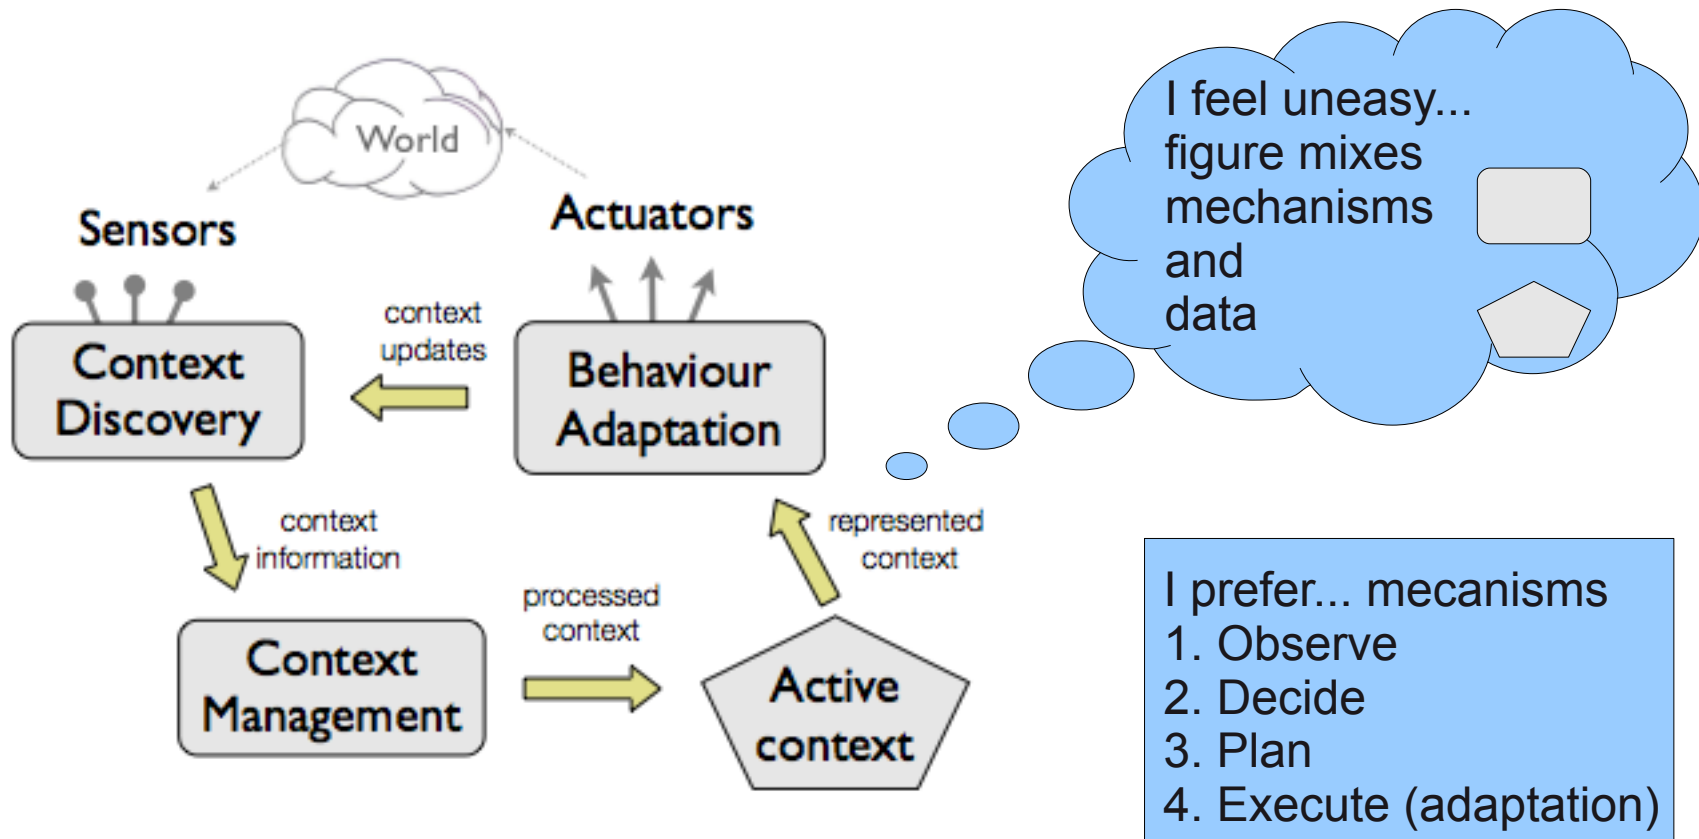 World
Sensors
Actuators
context
updates
Context
Discovery
Behaviour
Adaptation
context
information
represented
context
processed
context
Context
Management
Active
context
I feel uneasy...
figure mixes
mechanisms
and
data
I prefer... mecanisms
1. Observe
2. Decide
3. Plan
4. Execute (adaptation)